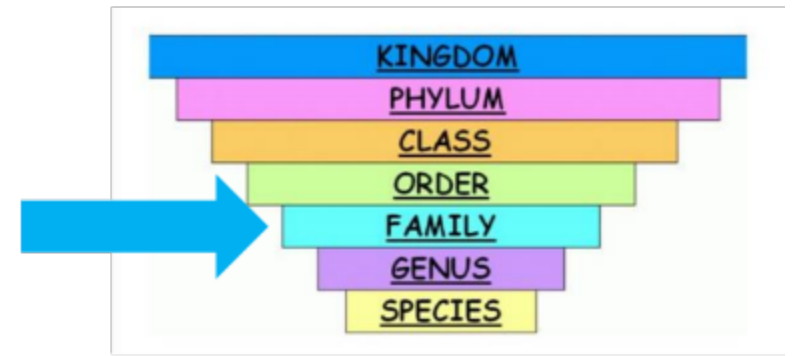 KINGDOM
PHYLUM
CLASS
ORDER
FAMILY
GENUS
SPECIES